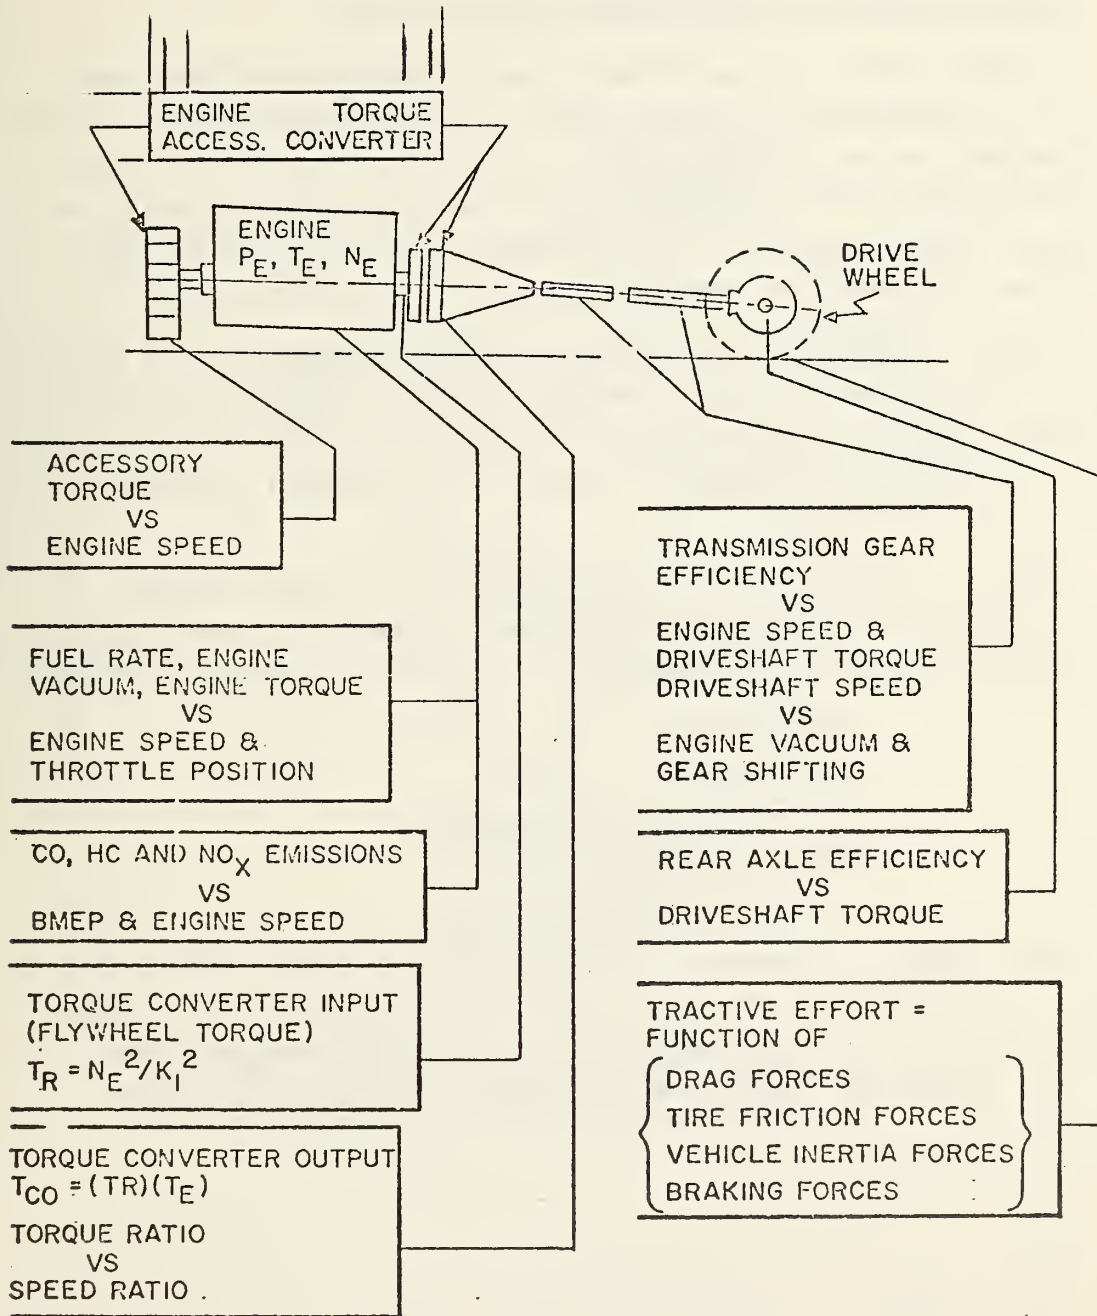 ENGINE TORQUE
ACCESS. CONVERTER
ENGINE
P_E, T_E, N_E
DRIVE
WHEEL
ACCESSORY
TORQUE
VS
ENGINE SPEED
FUEL RATE, ENGINE
VACUUM, ENGINE TORQUE
VS
ENGINE SPEED &
THROTTLE POSITION
CO, HC AND NO_X EMISSIONS
VS
BMEP & ENGINE SPEED
TORQUE CONVERTER INPUT
(FLYWHEEL TORQUE)
T_R = N_E^2/K_I^2
TORQUE CONVERTER OUTPUT
T_CO = (TR)(T_E)
TORQUE RATIO
VS
SPEED RATIO .
TRANSMISSION GEAR
EFFICIENCY
VS
ENGINE SPEED &
DRIVESHAFT TORQUE
DRIVESHAFT SPEED
VS
ENGINE VACUUM &
GEAR SHIFTING
REAR AXLE EFFICIENCY
VS
DRIVESHAFT TORQUE
TRACTIVE EFFORT =
FUNCTION OF
DRAG FORCES
TIRE FRICTION FORCES
VEHICLE INERTIA FORCES
BRAKING FORCES